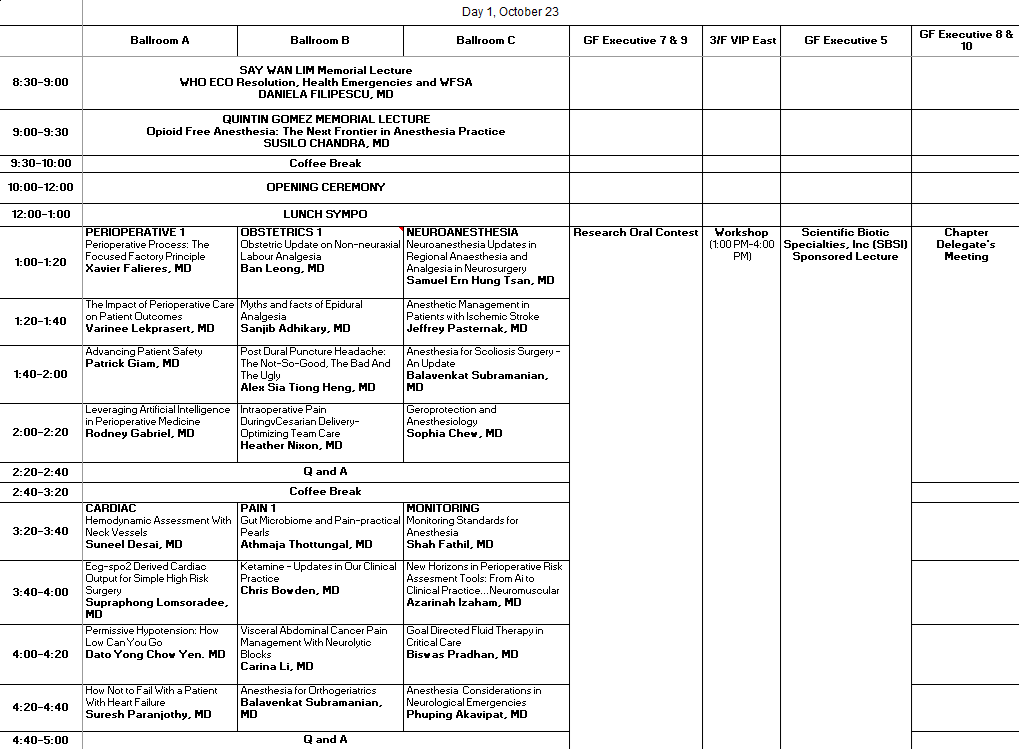 Day 1, October 23
Ballroom A
Ballroom B
Ballroom C
GF Executive 7 & 9
3/F VIP East
GF Executive 5
GF Executive 8 &
10
8:30-9:00
SAY WAN LIM Memorial Lecture
WHO ECO Resolution, Health Emergencies and WFSA
DANIELA FILIPESCU, MD
9:00-9:30
QUINTIN GOMEZ MEMORIAL LECTURE
Opioid Free Anesthesia: The Next Frontier in Anesthesia Practice
SUSILO CHANDRA, MD
9:30-10:00
Coffee Break
10:00-12:00
OPENING CEREMONY
12:00-1:00
LUNCH SYMPO
1:00-1:20
PERIOPERATIVE 1
Perioperative Process: The
Focused Factory Principle
Xavier Falieres, MD
OBSTETRICS 1
Obstetric Update on Non-neuraxial
Labour Analgesia
Ban Leong, MD
NEUROANESTHESIA
Neuroanesthesia Updates in
Regional Anaesthesia and
Analgesia in Neurosurgery
Samuel Ern Hung Tsan, MD
Research Oral Contest
Workshop
(1:00 PM-4:00
PM)
Scientific Biotic
Specialties, Inc (SBSI)
Sponsored Lecture
Chapter
Delegate's
Meeting
1:20-1:40
The Impact of Perioperative Care
on Patient Outcomes
Varinee Lekprasert, MD
Myths and facts of Epidural
Analgesia
Sanjib Adhikary, MD
Anesthetic Management in
Patients with Ischemic Stroke
Jeffrey Pasternak, MD
1:40-2:00
Advancing Patient Safety
Patrick Giam, MD
Post Dural Puncture Headache:
The Not-So-Good, The Bad And
The Ugly
Alex Sia Tiong Heng, MD
Anesthesia for Scoliosis Surgery -
An Update
Balavenkat Subramanian,
MD
2:00-2:20
Leveraging Artificial Intelligence
in Perioperative Medicine
Rodney Gabriel, MD
Intraoperative Pain
DuringvCesarian Delivery-
Optimizing Team Care
Heather Nixon, MD
Geroprotection and
Anesthesiology
Sophia Chew, MD
2:20-2:40
Q and A
2:40-3:20
Coffee Break
3:20-3:40
CARDIAC
Hemodynamic Assessment With
Neck Vessels
Suneel Desai, MD
PAIN 1
Gut Microbiome and Pain-practical
Pearls
Athmaja Thottungal, MD
MONITORING
Monitoring Standards for
Anesthesia
Shah Fathil, MD
3:40-4:00
Ecg-spo2 Derived Cardiac
Output for Simple High Risk
Surgery
Supraphong Lomsoradee,
MD
Ketamine - Updates in Our Clinical
Practice
Chris Bowden, MD
New Horizons in Perioperative Risk
Assesment Tools: From Ai to
Clinical Practice...Neuromuscular
Azarinah Izaham, MD
4:00-4:20
Permissive Hypotension: How
Low Can You Go
Dato Yong Chow Yen. MD
Visceral Abdominal Cancer Pain
Management With Neurolytic
Blocks
Carina Li, MD
Goal Directed Fluid Therapy in
Critical Care
Biswas Pradhan, MD
4:20-4:40
How Not to Fail With a Patient
With Heart Failure
Suresh Paranjothy, MD
Anesthesia for Orthogeriatrics
Balavenkat Subramanian,
MD
Anesthesia Considerations in
Neurological Emergencies
Phuping Akavipat, MD
4:40-5:00
Q and A